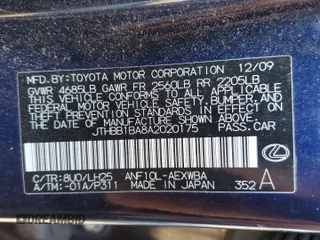 MFD. BY: TOYOTA MOTOR CORPORATION 12/09
GVWR 4685LB GAWR FR 2560LB RR 2205LB
THIS VEHICLE CONFORMS TO ALL APPLICABLE
FEDERAL MOTOR VEHICLE SAFETY, BUMPER, AND
THEFT PREVENTION STANDARDS IN EFFECT ON THE
DATE OF MANUFACTURE SHOWN ABOVE.
JTHBB1BA8A2020175 PASS. CAR
C/TR: 8U0/LH25 ANF10L-AEXWBA
A/TM: -01A/P311 MADE IN JAPAN 352 A
DREAMBID